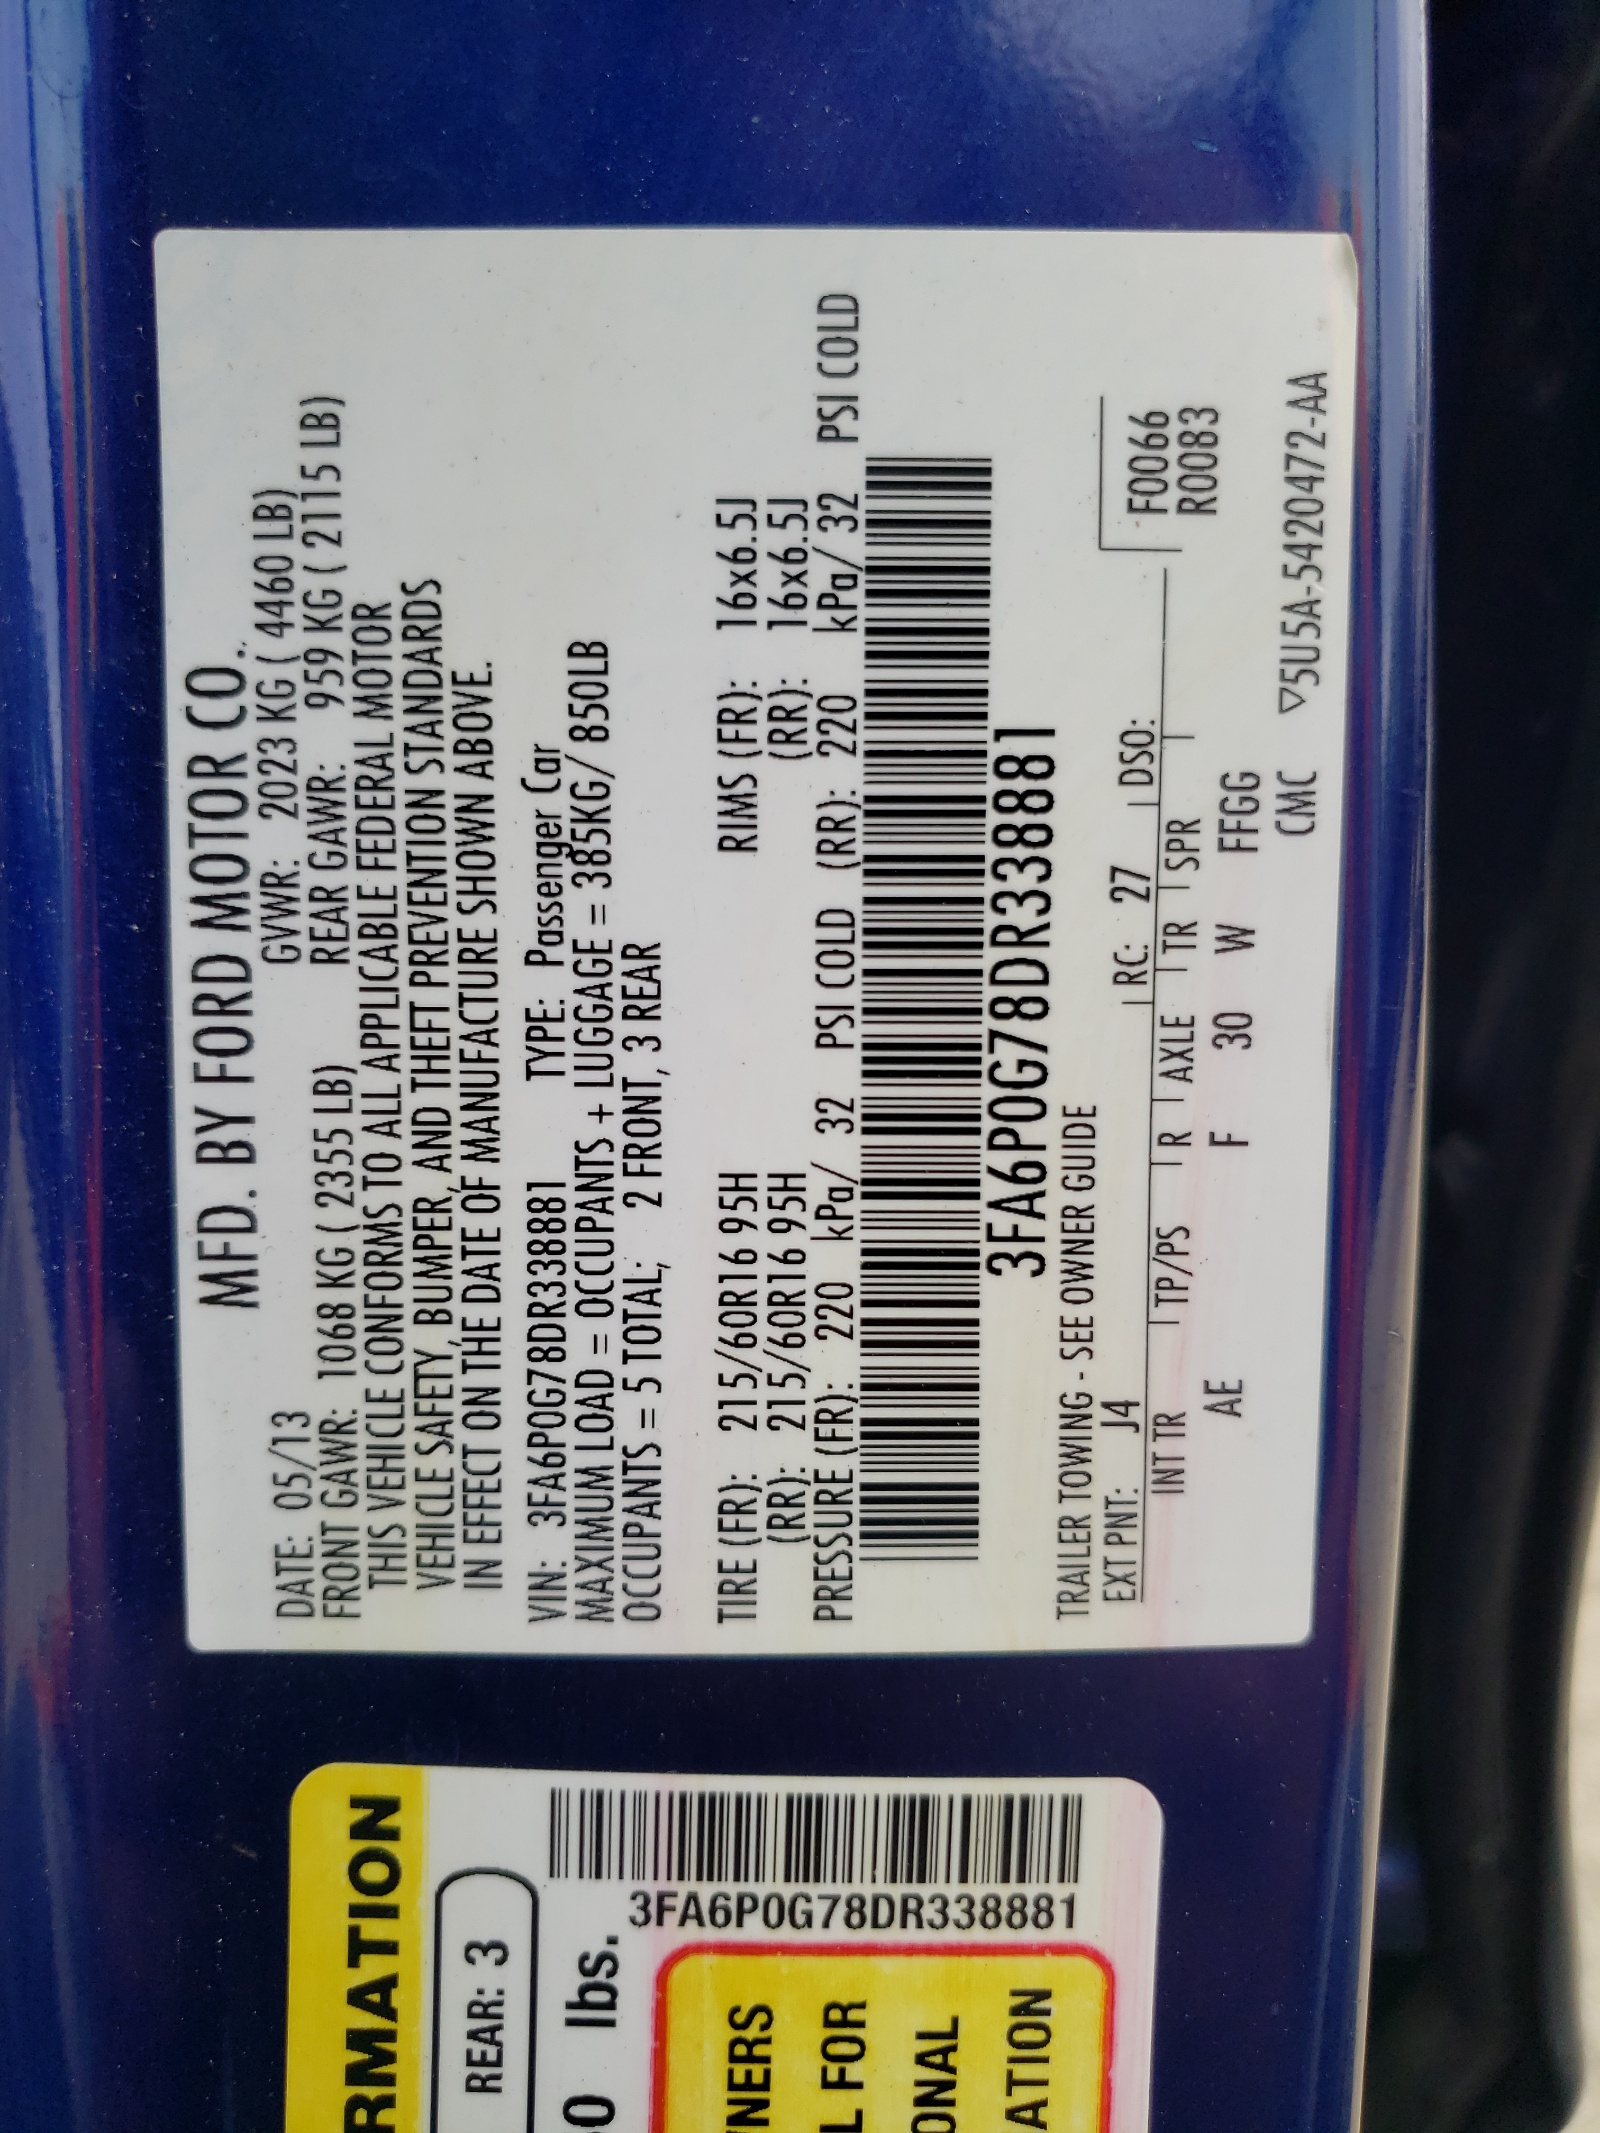 MFD. BY FORD MOTOR CO.
DATE: 05/13 GVWR: 2023 KG ( 4460 LB)
FRONT GAWR: 1068 KG ( 2355 LB) REAR GAWR: 959 KG ( 2115 LB)
THIS VEHICLE CONFORMS TO ALL APPLICABLE FEDERAL MOTOR
VEHICLE SAFETY, BUMPER, AND THEFT PREVENTION STANDARDS
IN EFFECT ON THE DATE OF MANUFACTURE SHOWN ABOVE.
VIN: 3FA6P0G78DR338881 TYPE: Passenger Car
MAXIMUM LOAD = OCCUPANTS + LUGGAGE = 385KG/ 850LB
OCCUPANTS = 5 TOTAL; 2 FRONT, 3 REAR
TIRE (FR): 215/60R16 95H RIMS (FR): 16x6.5J
(RR): 215/60R16 95H (RR): 16x6.5J
PRESSURE (FR): 220 kPa/ 32 PSI COLD (RR): 220 kPa/ 32 PSI COLD
3FA6P0G78DR338881
TRAILER TOWING - SEE OWNER GUIDE
EXT PNT: J4 RC: 27 DSO: F0066
INT TR TP/PS R AXLE TR SPR R0083
AE F 30 W FFGG
CMC ▽5U5A-5420472-AA
RMATION
REAR: 3
0 lbs.
3FA6P0G78DR338881
NERS
L FOR
ONAL
ATION